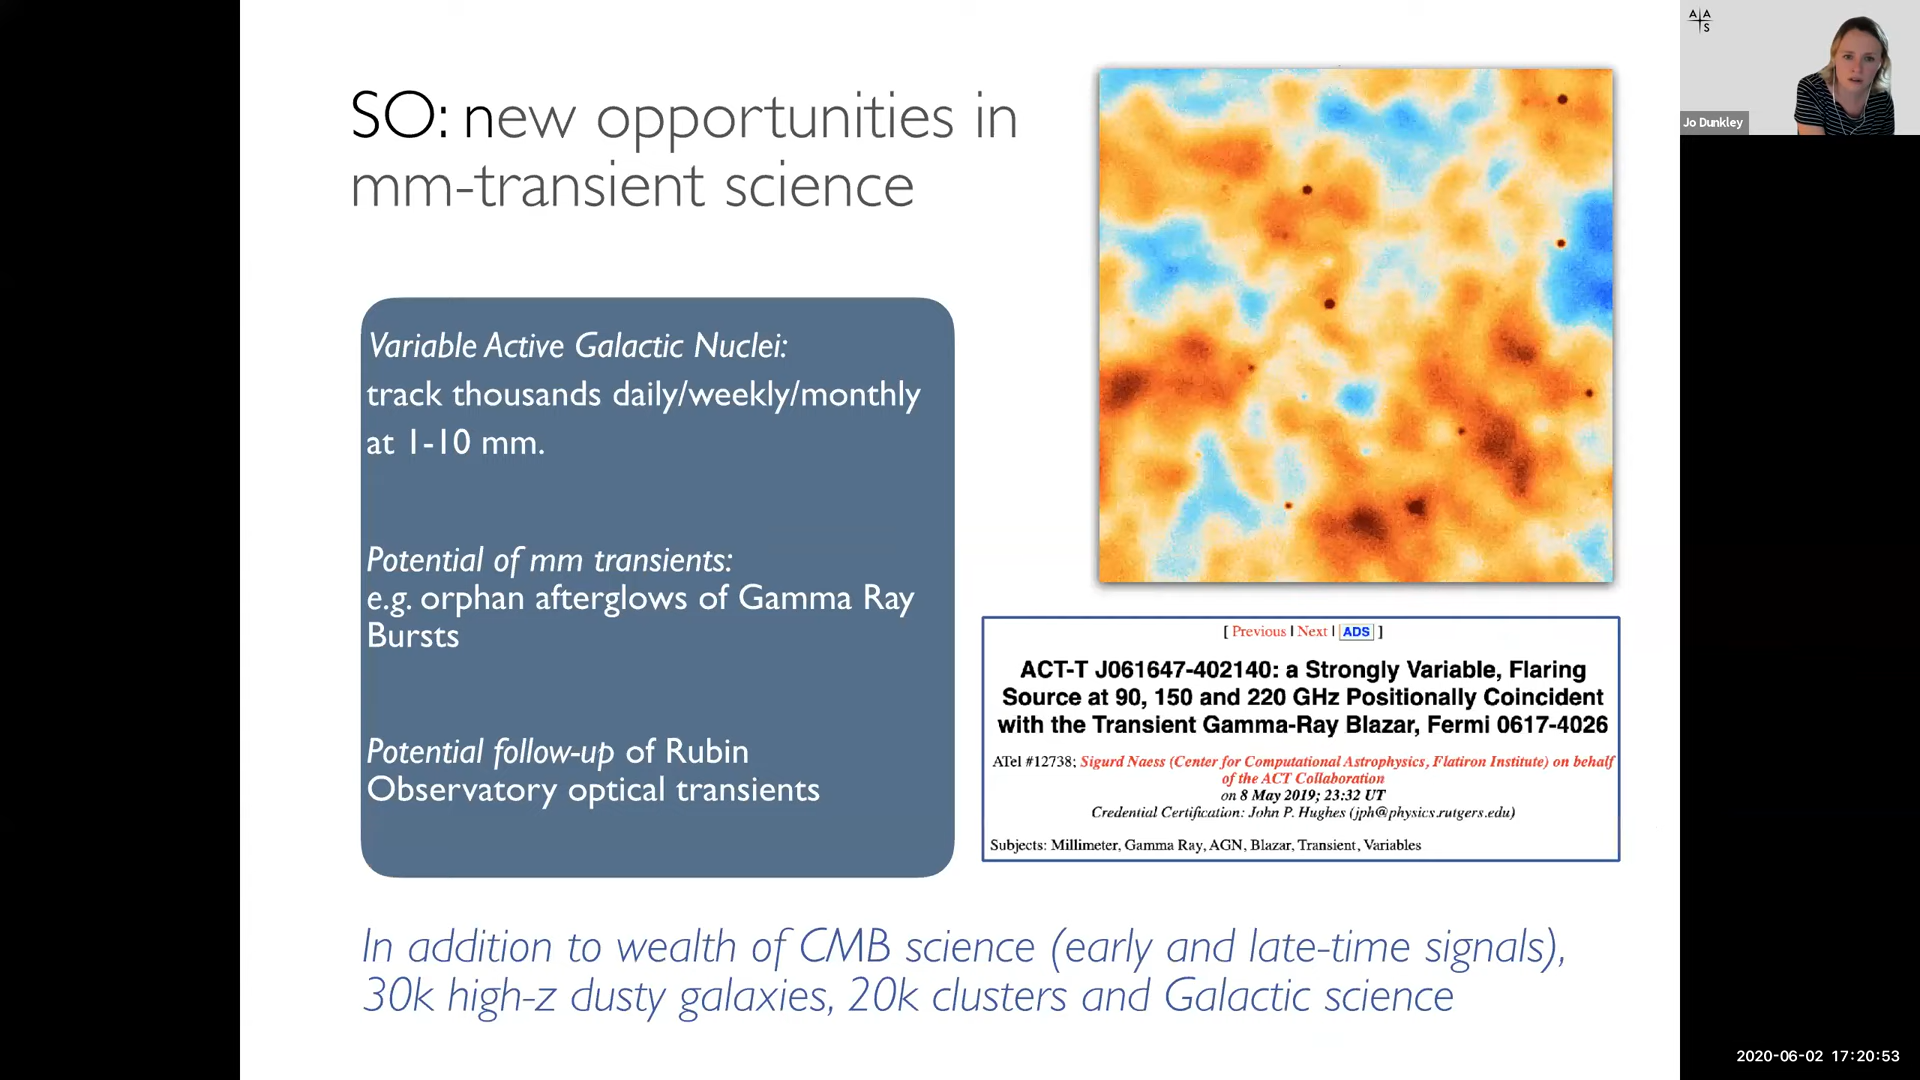 SO: new opportunities in
mm-transient science
A A
S
Jo Dunkley
Variable Active Galactic Nuclei:
track thousands daily/weekly/monthly
at 1-10 mm.
Potential of mm transients:
e.g. orphan afterglows of Gamma Ray
Bursts
Potential follow-up of Rubin
Observatory optical transients
[ Previous | Next | ADS ]
ACT-T J061647-402140: a Strongly Variable, Flaring
Source at 90, 150 and 220 GHz Positionally Coincident
with the Transient Gamma-Ray Blazar, Fermi 0617-4026
ATel #12738; Sigurd Naess (Center for Computational Astrophysics, Flatiron Institute) on behalf
of the ACT Collaboration
on 8 May 2019; 23:32 UT
Credential Certification: John P. Hughes (jph@physics.rutgers.edu)
Subjects: Millimeter, Gamma Ray, AGN, Blazar, Transient, Variables
In addition to wealth of CMB science (early and late-time signals),
30k high-z dusty galaxies, 20k clusters and Galactic science
2020-06-02 17:20:53